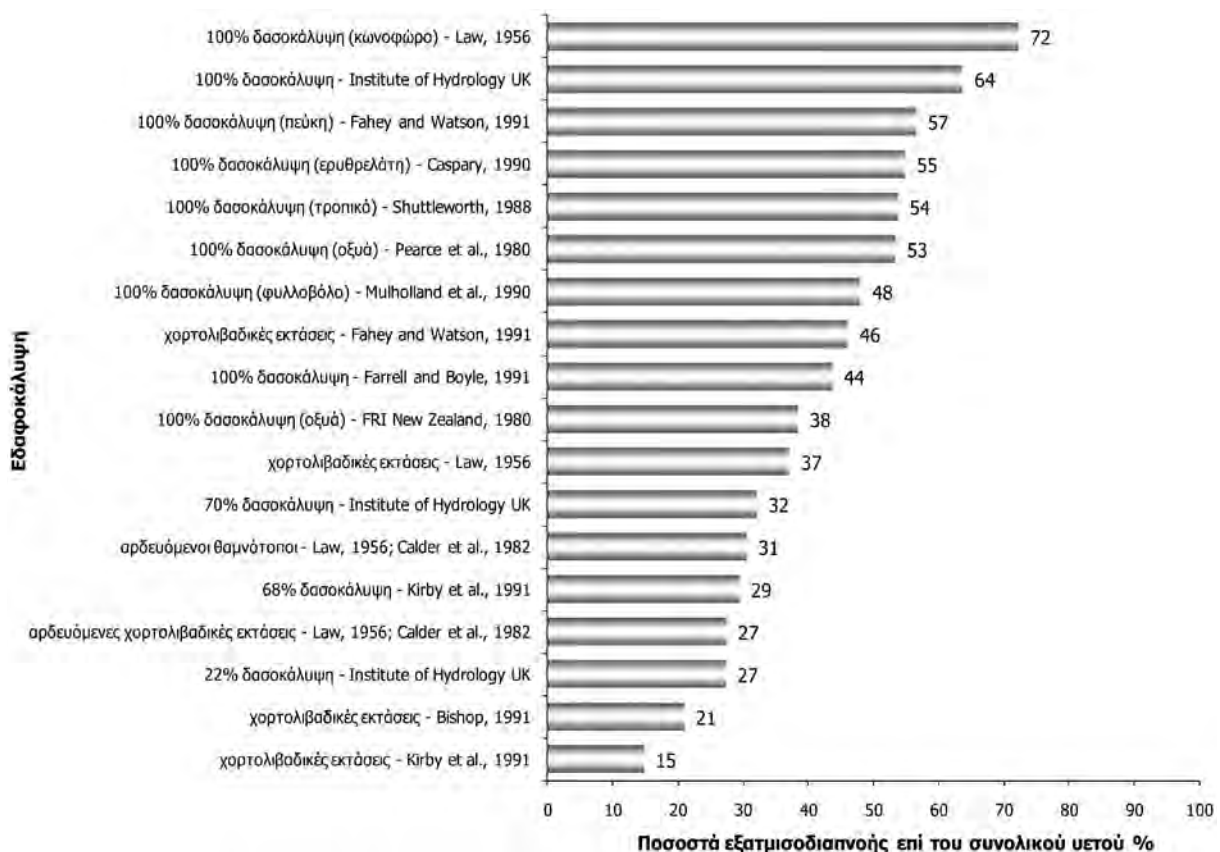 100% δασοκάλυψη (κωνοφώρο) - Law, 1956 72
100% δασοκάλυψη - Institute of Hydrology UK 64
100% δασοκάλυψη (πεύκη) - Fahey and Watson, 1991 57
100% δασοκάλυψη (ερυθρελάτη) - Caspary, 1990 55
100% δασοκάλυψη (τροπικό) - Shuttleworth, 1988 54
100% δασοκάλυψη (οξυά) - Pearce et al., 1980 53
100% δασοκάλυψη (φυλλοβόλο) - Mulholland et al., 1990 48
χορτολιβαδικές εκτάσεις - Fahey and Watson, 1991 46
100% δασοκάλυψη - Farrell and Boyle, 1991 44
100% δασοκάλυψη (οξυά) - FRI New Zealand, 1980 38
χορτολιβαδικές εκτάσεις - Law, 1956 37
70% δασοκάλυψη - Institute of Hydrology UK 32
αρδευόμενοι θαμνότοποι - Law, 1956; Calder et al., 1982 31
68% δασοκάλυψη - Kirby et al., 1991 29
αρδευόμενες χορτολιβαδικές εκτάσεις - Law, 1956; Calder et al., 1982 27
22% δασοκάλυψη - Institute of Hydrology UK 27
χορτολιβαδικές εκτάσεις - Bishop, 1991 21
χορτολιβαδικές εκτάσεις - Kirby et al., 1991 15
Εδαφοκάλυψη
0 10 20 30 40 50 60 70 80 90 100
Ποσοστά εξατμισοδιαπνοής επί του συνολικού υετού %